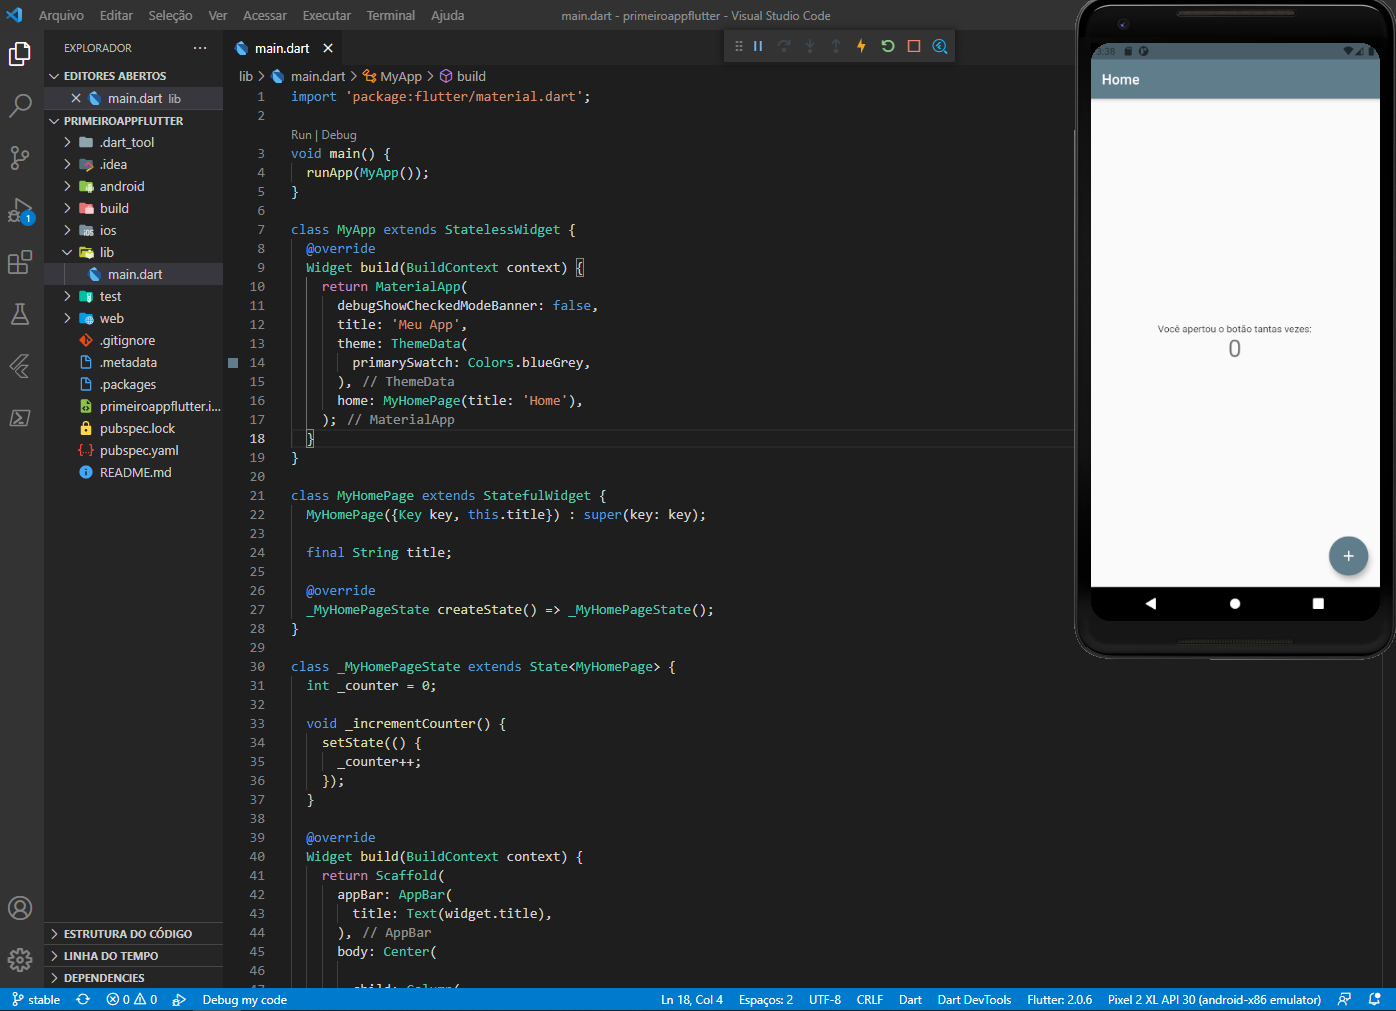 Arquivo Editar Seleção Ver Acessar Executar Terminal Ajuda
main.dart - primeiroappflutter - Visual Studio Code
EXPLORADOR
EDITORES ABERTOS
main.dart lib
PRIMEIROAPPFLUTTER
.dart_tool
.idea
android
build
ios
lib
main.dart
test
web
.gitignore
.metadata
.packages
primeiroappflutter.i...
pubspec.lock
pubspec.yaml
README.md
ESTRUTURA DO CÓDIGO
LINHA DO TEMPO
DEPENDENCIES
1
main.dart
lib > main.dart > MyApp > build
1 import 'package:flutter/material.dart';
2
Run | Debug
3 void main() {
4 runApp(MyApp());
5 }
6
7 class MyApp extends StatelessWidget {
8 @override
9 Widget build(BuildContext context) {
10 return MaterialApp(
11 debugShowCheckedModeBanner: false,
12 title: 'Meu App',
13 theme: ThemeData(
14 primarySwatch: Colors.blueGrey,
15 ), // ThemeData
16 home: MyHomePage(title: 'Home'),
17 ); // MaterialApp
18 }
19 }
20
21 class MyHomePage extends StatefulWidget {
22 MyHomePage({Key key, this.title}) : super(key: key);
23
24 final String title;
25
26 @override
27 _MyHomePageState createState() => _MyHomePageState();
28 }
29
30 class _MyHomePageState extends State<MyHomePage> {
31 int _counter = 0;
32
33 void _incrementCounter() {
34 setState(() {
35 _counter++;
36 });
37 }
38
39 @override
40 Widget build(BuildContext context) {
41 return Scaffold(
42 appBar: AppBar(
43 title: Text(widget.title),
44 ), // AppBar
45 body: Center(
46
47 child: Column(
3:38
Home
Você apertou o botão tantas vezes:
0
stable 0 0 Debug my code
Ln 18, Col 4 Espaços: 2 UTF-8 CRLF Dart Dart DevTools Flutter: 2.0.6 Pixel 2 XL API 30 (android-x86 emulator)